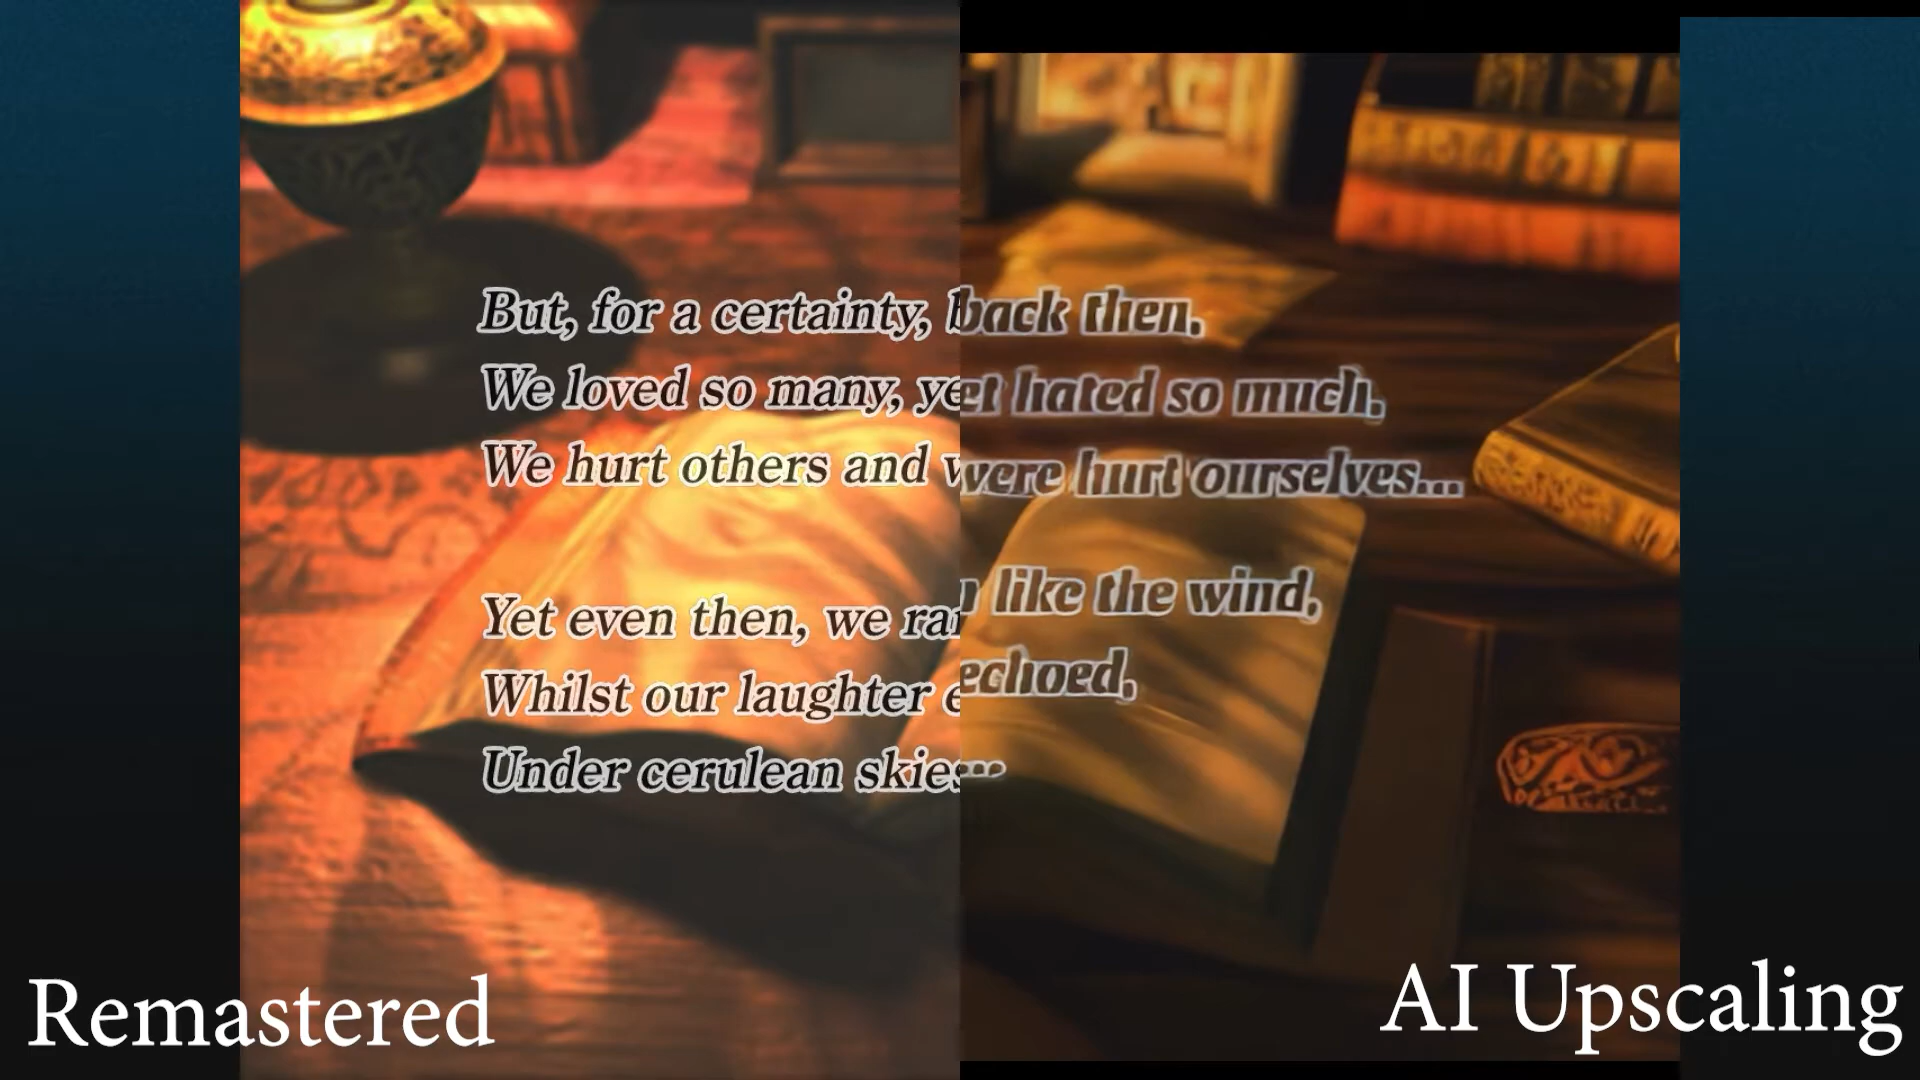 But, for a certainty, back then,
We loved so many, yet hated so much,
We hurt others and were hurt ourselves...
Yet even then, we ran like the wind,
Whilst our laughter echoed,
Under cerulean skies...
Remastered
AI Upscaling